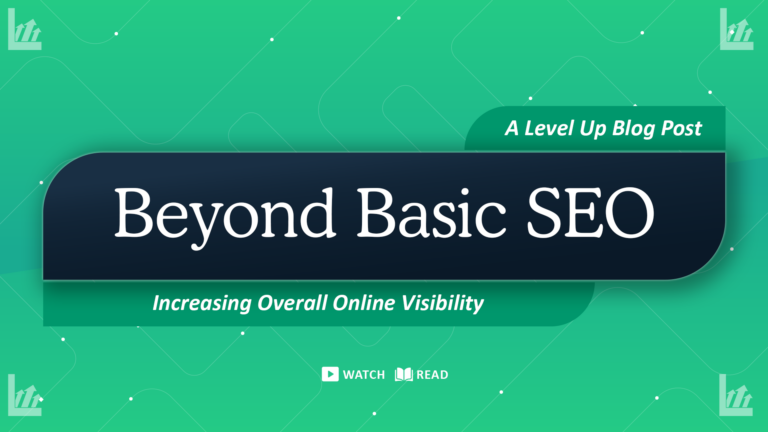 A Level Up Blog Post
Beyond Basic SEO
Increasing Overall Online Visibility
WATCH READ